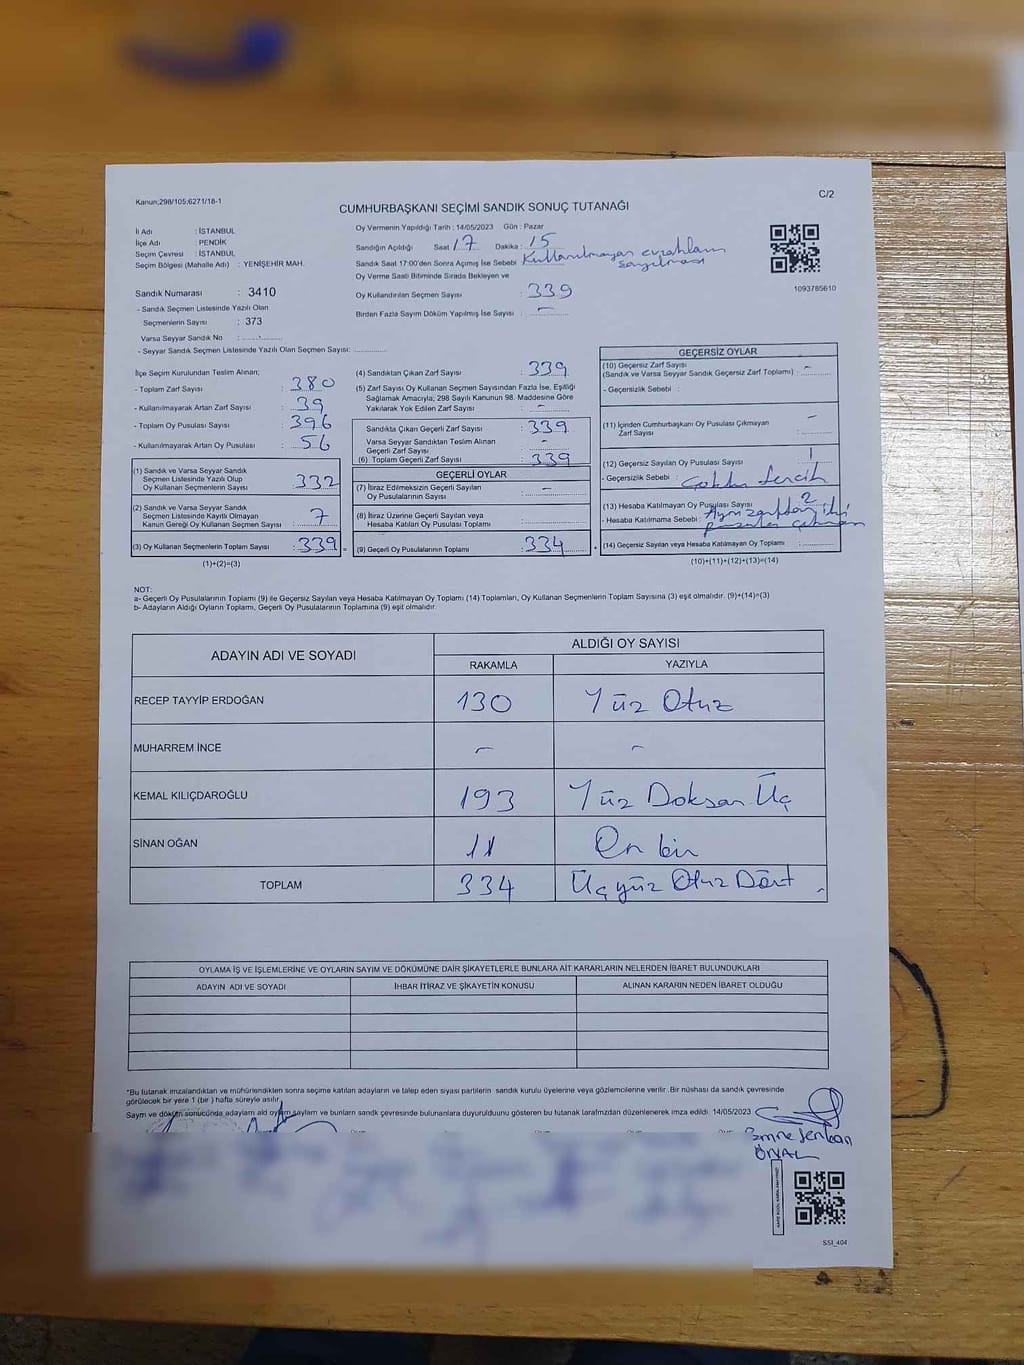 Kanun;298/105;6271/18-1
C/2
CUMHURBAŞKANI SEÇİMİ SANDIK SONUÇ TUTANAĞI
İl Adı : İSTANBUL
İlçe Adı : PENDİK
Seçim Çevresi : İSTANBUL
Seçim Bölgesi (Mahalle Adı) : YENİŞEHİR MAH.
Sandık Numarası : 3410
- Sandık Seçmen Listesinde Yazılı Olan
Seçmenlerin Sayısı : 373
Varsa Seyyar Sandık No :
- Seyyar Sandık Seçmen Listesinde Yazılı Olan Seçmen Sayısı:
Oy Vermenin Yapıldığı Tarih : 14/05/2023 Gün : Pazar
Sandığın Açıldığı Saat 17 Dakika : 15
Sandık Saat 17:00'den Sonra Açımış İse Sebebi : Kullanılmayan evrakların
sayılması
Oy Verme Saati Bitiminde Sırada Bekleyen ve
Oy Kullandırılan Seçmen Sayısı : 339
Birden Fazla Sayım Döküm Yapılmış İse Sayısı : -
1093785610
İlçe Seçim Kurulundan Teslim Alınan;
- Toplam Zarf Sayısı : 380
- Kullanılmayarak Artan Zarf Sayısı : 39
- Toplam Oy Pusulası Sayısı : 396
- Kullanılmayarak Artan Oy Pusulası : 56
(1) Sandık ve Varsa Seyyar Sandık
Seçmen Listesinde Yazılı Olup
Oy Kullanan Seçmenlerin Sayısı : 332
(2) Sandık ve Varsa Seyyar Sandık
Seçmen Listesinde Kayıtlı Olmayan
Kanun Gereği Oy Kullanan Seçmen Sayısı : 7
(3) Oy Kullanan Seçmenlerin Toplam Sayısı : 339
(1)+(2)=(3)
(4) Sandıktan Çıkan Zarf Sayısı : 339
(5) Zarf Sayısı Oy Kullanan Seçmen Sayısından Fazla İse, Eşitliği
Sağlamak Amacıyla; 298 Sayılı Kanunun 98. Maddesine Göre
Yakılarak Yok Edilen Zarf Sayısı : -
Sandıkta Çıkan Geçerli Zarf Sayısı : 339
Varsa Seyyar Sandıktan Teslim Alınan
Geçerli Zarf Sayısı : -
(6) Toplam Geçerli Zarf Sayısı : 339
GEÇERLİ OYLAR
(7) İtiraz Edilmeksizin Geçerli Sayılan
Oy Pusulalarının Sayısı : -
(8) İtiraz Üzerine Geçerli Sayılan veya
Hesaba Katılan Oy Pusulası Toplamı :
(9) Geçerli Oy Pusulalarının Toplamı : 334
GEÇERSİZ OYLAR
(10) Geçersiz Zarf Sayısı
(Sandık ve Varsa Seyyar Sandık Geçersiz Zarf Toplamı) : -
- Geçersizlik Sebebi :
(11) İçinden Cumhurbaşkanı Oy Pusulası Çıkmayan
Zarf Sayısı : -
(12) Geçersiz Sayılan Oy Pusulası Sayısı : 1
- Geçersizlik Sebebi : Çoklu tercih
(13) Hesaba Katılmayan Oy Pusulası Sayısı : 2
- Hesaba Katılmama Sebebi : Aynı zarftan iki
pusula çıkması
(14) Geçersiz Sayılan veya Hesaba Katılmayan Oy Toplamı :
(10)+(11)+(12)+(13)=(14)
NOT:
a- Geçerli Oy Pusulalarının Toplamı (9) ile Geçersiz Sayılan veya Hesaba Katılmayan Oy Toplamı (14) Toplamları, Oy Kullanan Seçmenlerin Toplam Sayısına (3) eşit olmalıdır. (9)+(14)=(3)
b- Adayların Aldığı Oyların Toplamı, Geçerli Oy Pusulalarının Toplamına (9) eşit olmalıdır.
ADAYIN ADI VE SOYADI
ALDIĞI OY SAYISI
RAKAMLA YAZIYLA
RECEP TAYYİP ERDOĞAN 130 Yüz Otuz
MUHARREM İNCE - -
KEMAL KILIÇDAROĞLU 193 Yüz Doksan Üç
SİNAN OĞAN 11 On bir
TOPLAM 334 Üçyüz Otuz Dört
OYLAMA İŞ VE İŞLEMLERİNE VE OYLARIN SAYIM VE DÖKÜMÜNE DAİR ŞİKAYETLERLE BUNLARA AİT KARARLARIN NELERDEN İBARET BULUNDUKLARI
ADAYIN ADI VE SOYADI İHBAR İTİRAZ VE ŞİKAYETİN KONUSU ALINAN KARARIN NEDEN İBARET OLDUĞU
*Bu tutanak imzalandıktan ve mühürlendikten sonra seçime katılan adayların ve talep eden siyasi partilerin sandık kurulu üyelerine veya gözlemcilerine verilir. Bir nüshası da sandık çevresinde
görülecek bir yere 1 (bir ) hafta süreyle asılır.
Sayım ve döküm sonucunda adayların ald oyların sayıları ve bunların sandık çevresinde bulunanlara duyurulduğunu gösteren bu tutanak tarafımızdan düzenlenerek imza edildi. 14/05/2023
ÖNAL
SS1_404